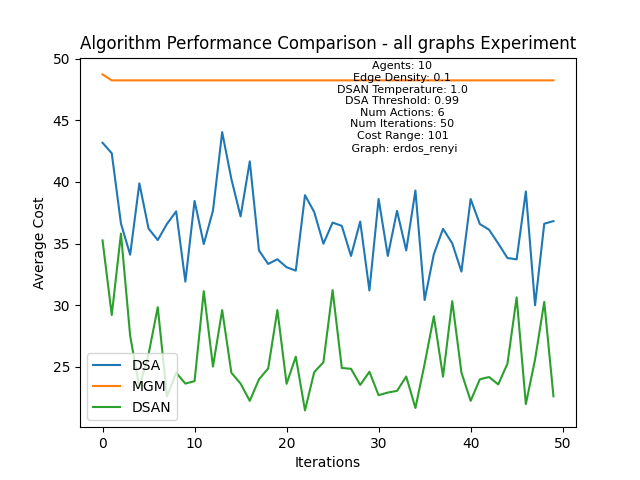 Algorithm Performance Comparison - all graphs Experiment
Agents: 10
Edge Density: 0.1
DSAN Temperature: 1.0
DSA Threshold: 0.99
Num Actions: 6
Num Iterations: 50
Cost Range: 101
Graph: erdos_renyi
50
45
40
35
30
25
Average Cost
DSA
MGM
DSAN
0 10 20 30 40 50
Iterations